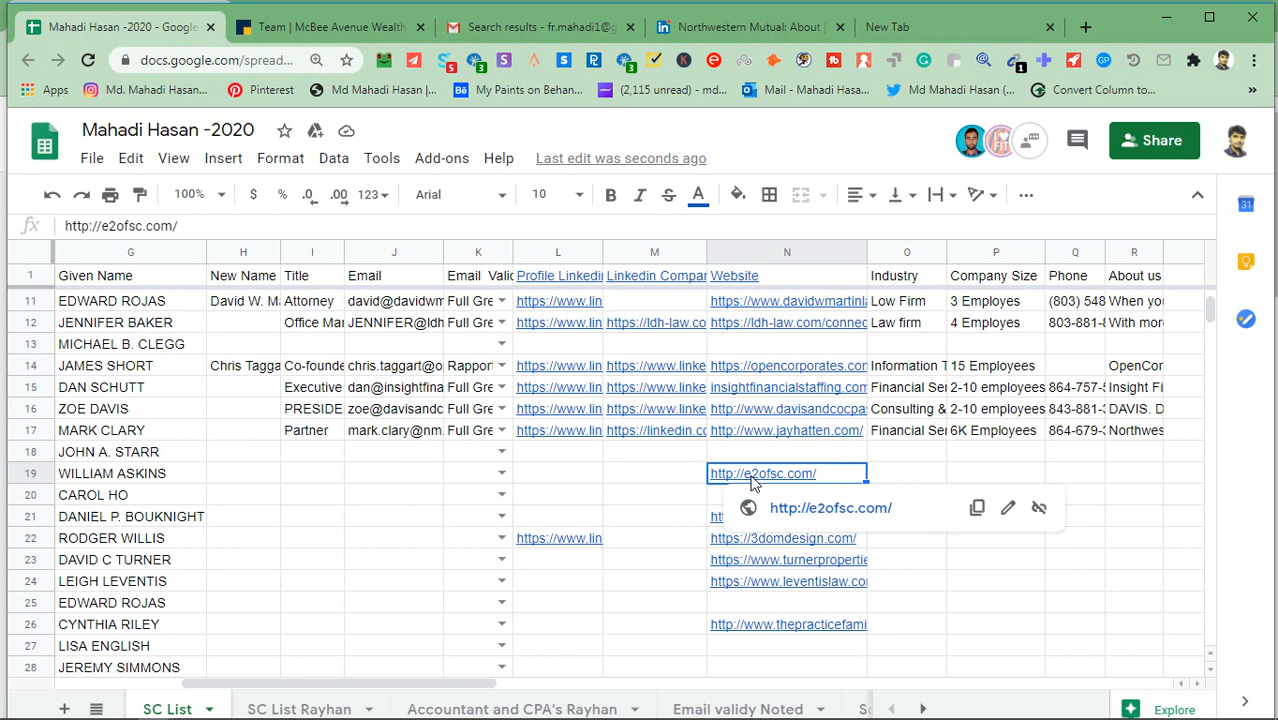 Mahadi Hasan -2020 - Google
Team | McBee Avenue Wealth
Search results - fr.mahadi1@g
Northwestern Mutual: About |
New Tab
docs.google.com/spread...
Apps
Md. Mahadi Hasan...
Pinterest
Md Mahadi Hasan |...
My Paints on Behan...
(2,115 unread) - md...
Mail - Mahadi Hasa...
Md Mahadi Hasan (...
Convert Column to...
Mahadi Hasan -2020
Share
File Edit View Insert Format Data Tools Add-ons Help Last edit was seconds ago
100% $ % .0 .00 123 Arial 10 B I S A
http://e2ofsc.com/
G H I J K L M N O P Q R
1 Given Name New Name Title Email Email Valid Profile Linkedin Linkedin Compan Website Industry Company Size Phone About us
11 EDWARD ROJAS David W. M Attorney david@davidwm Full Gre https://www.lin https://www.davidwmartinla Low Firm 3 Employes (803) 548 When you
12 JENNIFER BAKER Office Mar JENNIFER@ldh Full Gre https://www.lin https://ldh-law.co https://ldh-law.com/connec Law firm 4 Employes 803-881-8 With more
13 MICHAEL B. CLEGG
14 JAMES SHORT Chris Tagga Co-founde chris.taggart@o Rappor https://www.lin https://www.linke https://opencorporates.com Information T 15 Employees OpenCor
15 DAN SCHUTT Executive dan@insightfina Full Gre https://www.lin https://www.linke insightfinancialstaffing.com Financial Ser 2-10 employees 864-757-5 Insight Fi
16 ZOE DAVIS PRESIDE zoe@davisandc Full Gre https://www.lin https://www.linke http://www.davisandcocpas Consulting & 2-10 employees 843-881-3 DAVIS. D
17 MARK CLARY Partner mark.clary@nm. Full Gre https://www.lin https://linkedin.co http://www.jayhatten.com/ Financial Ser 6K Employees 864-679-3 Northwes
18 JOHN A. STARR
19 WILLIAM ASKINS http://e2ofsc.com/
20 CAROL HO http://e2ofsc.com/
21 DANIEL P. BOUKNIGHT
22 RODGER WILLIS https://www.lin https://3domdesign.com/
23 DAVID C TURNER https://www.turnerpropertie
24 LEIGH LEVENTIS https://www.leventislaw.co
25 EDWARD ROJAS
26 CYNTHIA RILEY http://www.thepracticefami
27 LISA ENGLISH
28 JEREMY SIMMONS
SC List SC List Rayhan Accountant and CPA's Rayhan Email validy Noted Explore